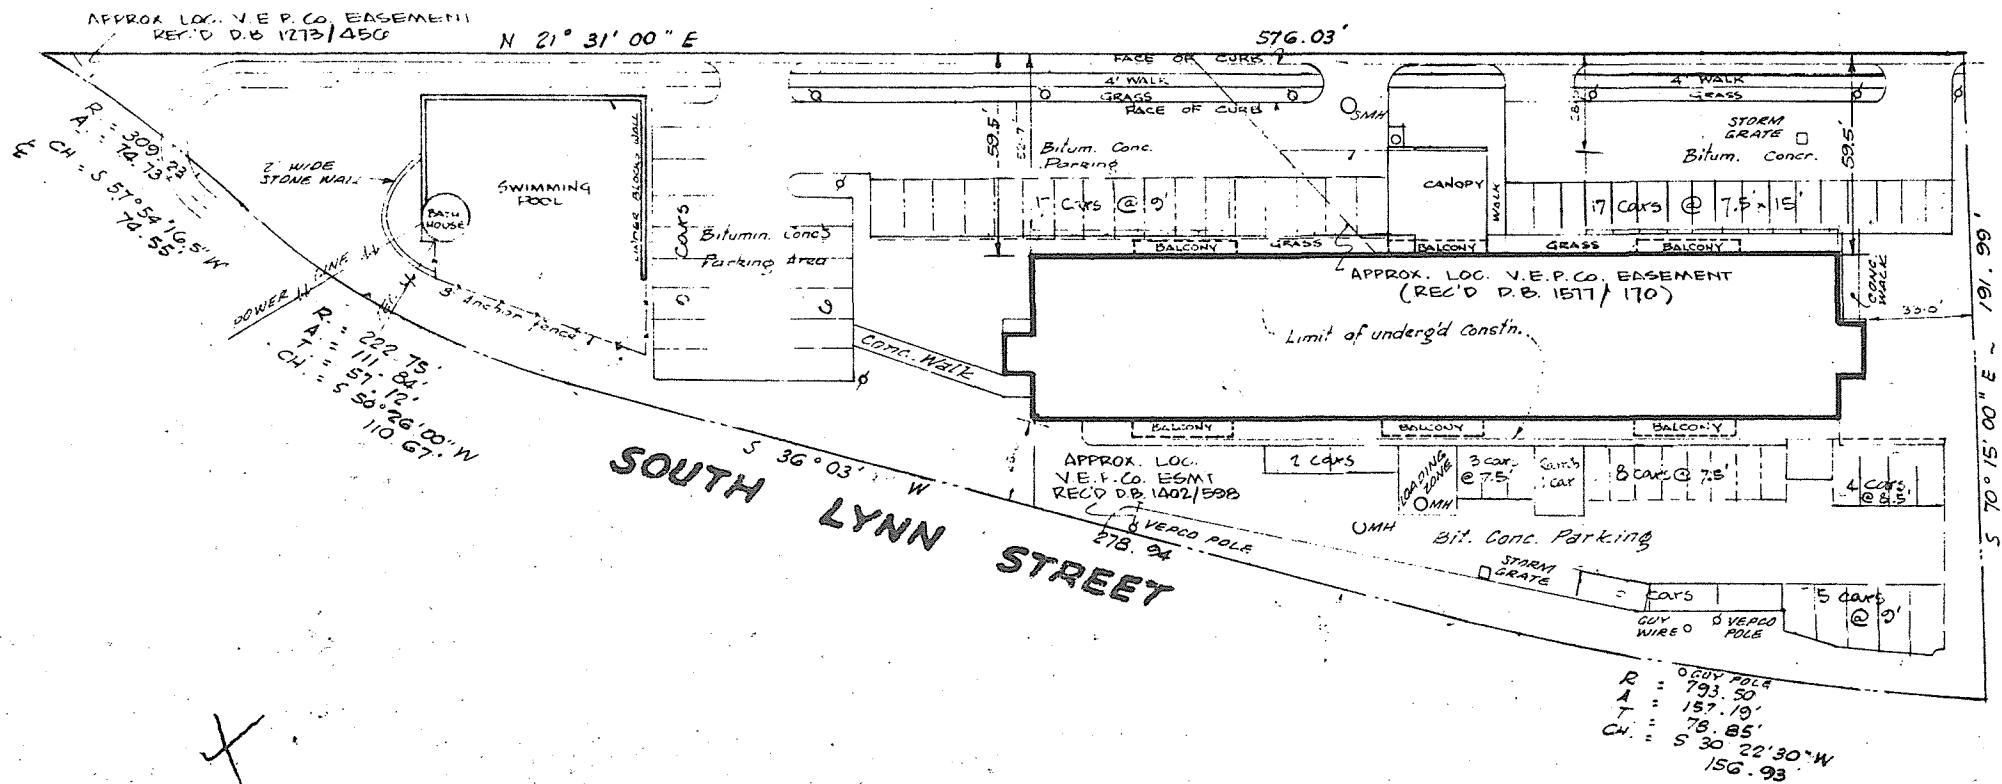 APPROX LOC. V.E.P. CO. EASEMENT
REC'D D.B 1273/456
N 21° 31' 00" E
576.03'
FACE OF CURB
4' WALK
GRASS
FACE OF CURB
4' WALK
GRASS
R. = 309.23'
A. = 74.73'
CH = S 57° 54' 16.5" W
74.55'
2' WIDE
STONE WALL
SWIMMING
POOL
BATH
HOUSE
BLOCK WALL
59.5'
52.7
SMH
STORM
GRATE
59.5'
Bitum. Conc.
Parking
Bitum. Concr.
CANOPY
WALK
Cars @ 9'
17 Cars @ 7.5' x 15'
cars
Bitumin. Conc
Parking Area
BALCONY
GRASS
BALCONY
GRASS
BALCONY
CONC.
WALK
191.99'
S 70° 15' 00" E ~
33.0'
APPROX. LOC. V.E.P.CO. EASEMENT
(REC'D D.B. 1577/170)
Limit of underg'd Constn.
POWER LINE
3' Anchor fence
Conc. Walk
R. = 222.75'
A. = 111.84'
T. = 57.12'
CH. = S 50° 26' 00" W
110.67'
BALCONY
BALCONY
BALCONY
S 36° 03' W
278.94
SOUTH LYNN STREET
APPROX. LOC.
V.E.P. CO. ESMT
REC'D D.B. 1402/598
VEPCO POLE
2 cars
LOADING
ZONE
MH
3 cars
@ 7.5'
car
8 cars @ 7.5'
4 Cars
@ 8.5'
MH
Bit. Conc. Parking
STORM
GRATE
cars
5 cars
@ 9'
GUY
WIRE
VEPCO
POLE
GUY POLE
R = 793.50'
A = 157.19'
T = 78.85'
CH. = S 30 22' 30" W
156.93